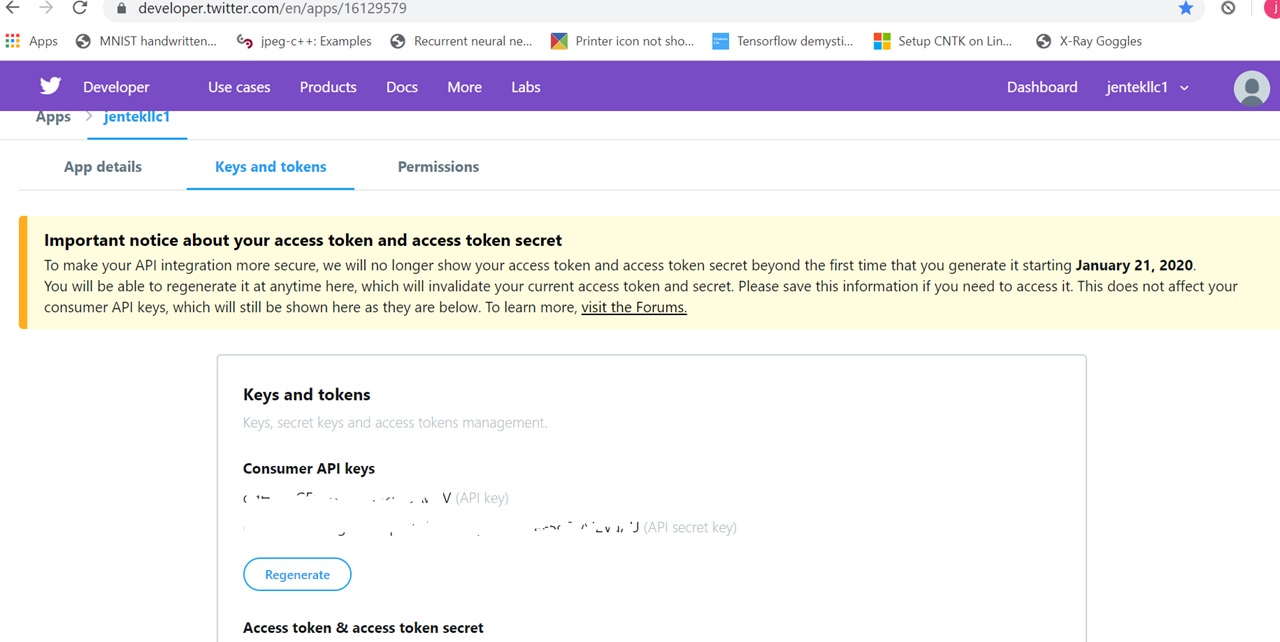 developer.twitter.com/en/apps/16129579
Apps MNIST handwritten... jpeg-c++: Examples Recurrent neural ne... Printer icon not sho... Tensorflow demysti... Setup CNTK on Lin... X-Ray Goggles
Developer Use cases Products Docs More Labs Dashboard jentekllc1
Apps jentekllc1
App details Keys and tokens Permissions
Important notice about your access token and access token secret
To make your API integration more secure, we will no longer show your access token and access token secret beyond the first time that you generate it starting January 21, 2020.
You will be able to regenerate it at anytime here, which will invalidate your current access token and secret. Please save this information if you need to access it. This does not affect your
consumer API keys, which will still be shown here as they are below. To learn more, visit the Forums.
Keys and tokens
Keys, secret keys and access tokens management.
Consumer API keys
(API key)
(API secret key)
Regenerate
Access token & access token secret